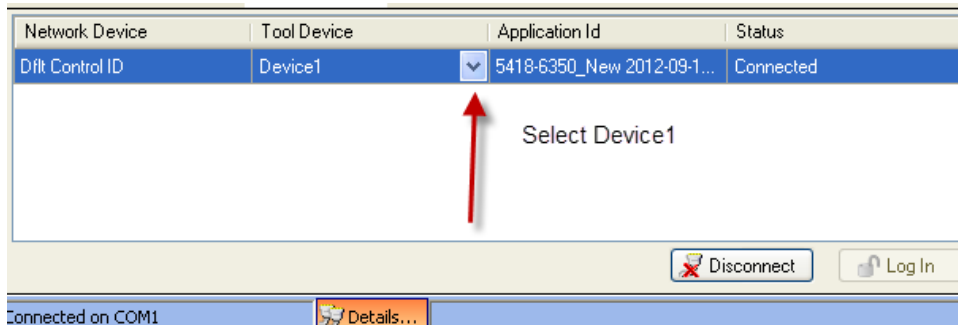 Network Device Tool Device Application Id Status
Dflt Control ID Device1 5418-6350_New 2012-09-1... Connected
Select Device1
Disconnect Log In
Connected on COM1 Details...